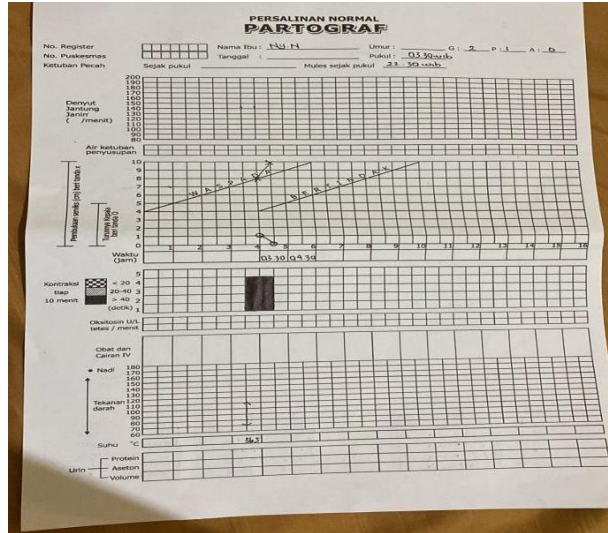 PERSALINAN NORMAL
PARTOGRAF
No. Register Nama Ibu : Ny. N Umur : G : 2 P : 1 A : 0
No. Puskesmas Tanggal : Pukul : 03.30 wib
Ketuban Pecah Sejak pukul Mules sejak pukul 22:30 wib
200
190
180
170
160
150
140
130
120
110
100
90
80
Denyut
Jantung
Janin
( /menit)
Air ketuban
penyusupan
Pembukaan serviks (cm) beri tanda x
Turunnya Kepala
beri tanda O
10
9
8
7
6
5
4
3
2
1
0
WASPADA
BERTINDAK
1 2 3 4 5 6 7 8 9 10 11 12 13 14 15 16
Waktu
(jam)
03.30 04.30
Kontraksi
tiap
10 menit
< 20
20-40
> 40
(detik)
5
4
3
2
1
Oksitosin U/L
tetes / menit
Obat dan
Cairan IV
Nadi
Tekanan
darah
180
170
160
150
140
130
120
110
100
90
80
70
60
Suhu °C
Urin
Protein
Aseton
Volume